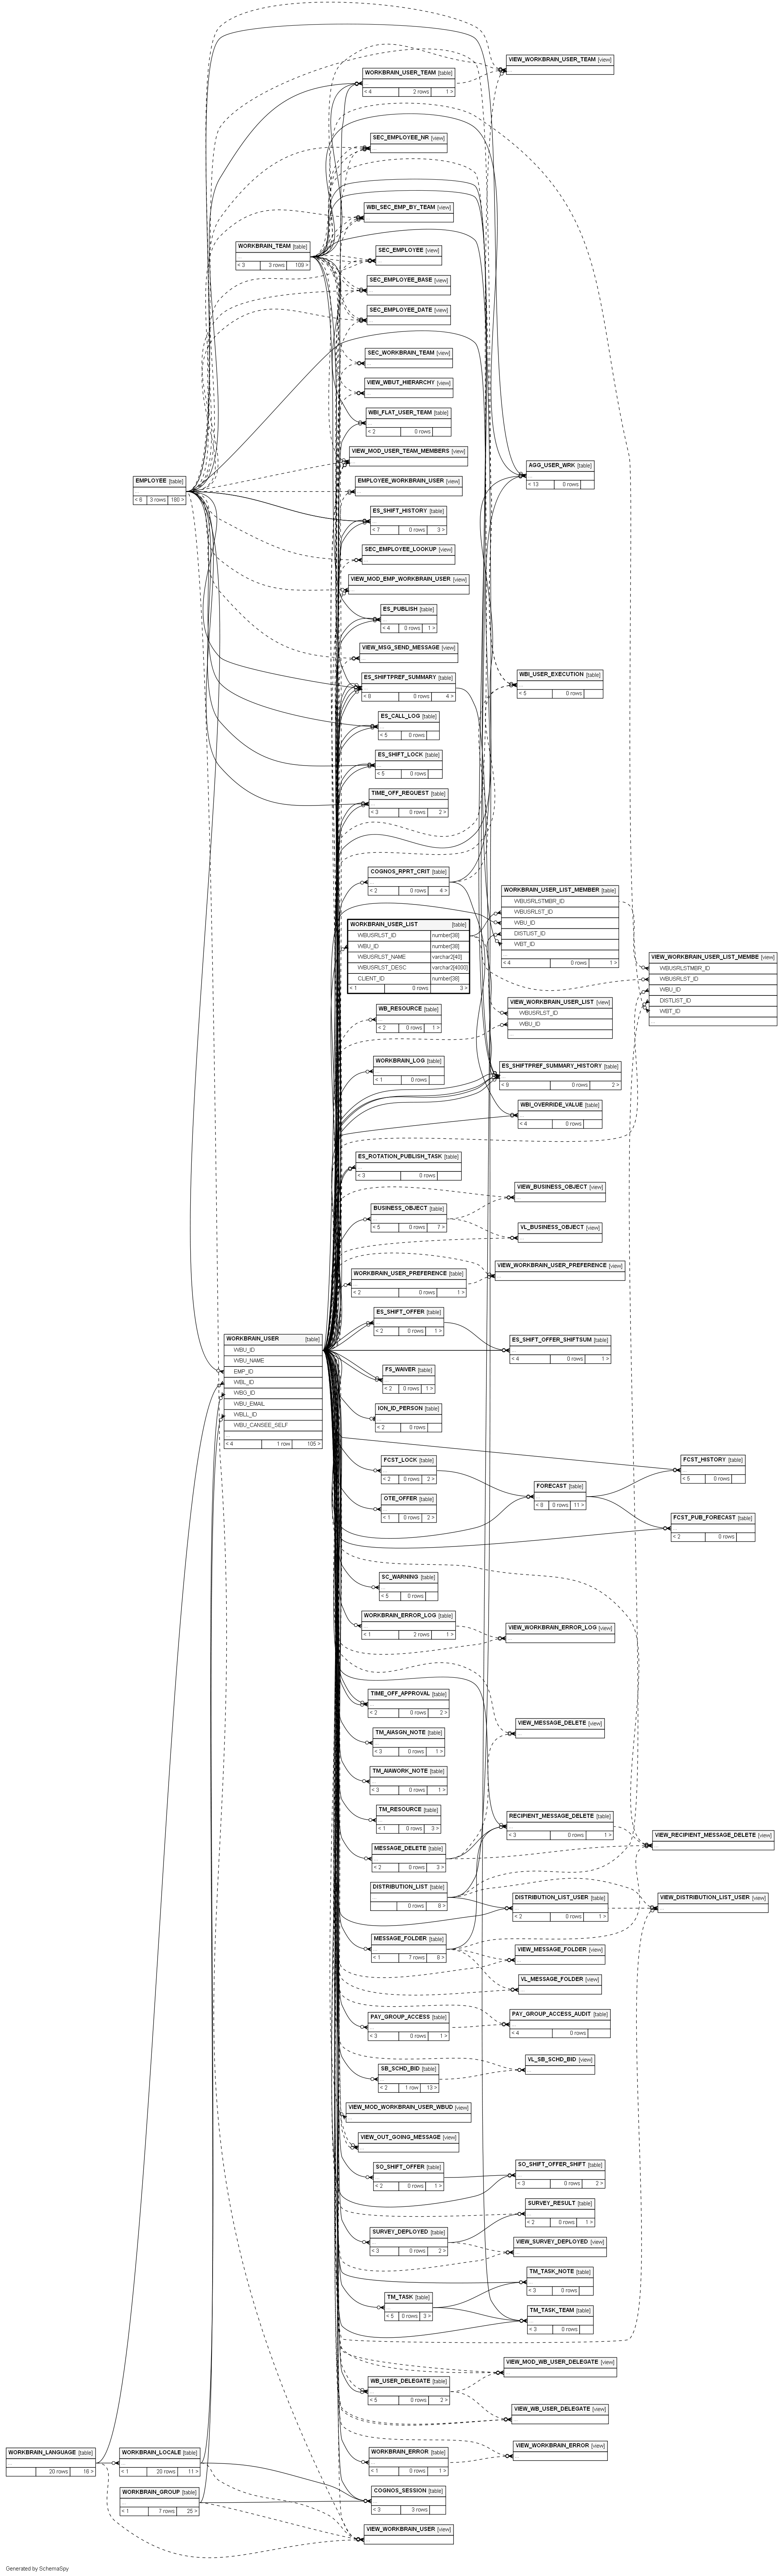 VIEW_WORKBRAIN_USER_TEAM [view]
...
WORKBRAIN_USER_TEAM [table]
...
< 4 2 rows 1 >
SEC_EMPLOYEE_NR [view]
...
WBI_SEC_EMP_BY_TEAM [view]
...
WORKBRAIN_TEAM [table]
...
< 3 3 rows 109 >
SEC_EMPLOYEE [view]
...
SEC_EMPLOYEE_BASE [view]
...
SEC_EMPLOYEE_DATE [view]
...
SEC_WORKBRAIN_TEAM [view]
...
VIEW_WBUT_HIERARCHY [view]
...
WBI_FLAT_USER_TEAM [table]
...
< 2 0 rows
VIEW_MOD_USER_TEAM_MEMBERS [view]
...
AGG_USER_WRK [table]
...
< 13 0 rows
EMPLOYEE [table]
...
< 6 3 rows 180 >
EMPLOYEE_WORKBRAIN_USER [view]
...
ES_SHIFT_HISTORY [table]
...
< 7 0 rows 3 >
SEC_EMPLOYEE_LOOKUP [view]
...
VIEW_MOD_EMP_WORKBRAIN_USER [view]
...
ES_PUBLISH [table]
...
< 4 0 rows 1 >
VIEW_MSG_SEND_MESSAGE [view]
...
ES_SHIFTPREF_SUMMARY [table]
...
< 8 0 rows 4 >
WBI_USER_EXECUTION [table]
...
< 5 0 rows
ES_CALL_LOG [table]
...
< 5 0 rows
ES_SHIFT_LOCK [table]
...
< 5 0 rows
TIME_OFF_REQUEST [table]
...
< 3 0 rows 2 >
COGNOS_RPRT_CRIT [table]
...
< 2 0 rows 4 >
WORKBRAIN_USER_LIST_MEMBER [table]
WBUSRLSTMBR_ID
WBUSRLST_ID
WBU_ID
DISTLIST_ID
WBT_ID
...
< 4 0 rows 1 >
WORKBRAIN_USER_LIST [table]
WBUSRLST_ID number[38]
WBU_ID number[38]
WBUSRLST_NAME varchar2[40]
WBUSRLST_DESC varchar2[4000]
CLIENT_ID number[38]
< 1 0 rows 3 >
VIEW_WORKBRAIN_USER_LIST_MEMBE [view]
WBUSRLSTMBR_ID
WBUSRLST_ID
WBU_ID
DISTLIST_ID
WBT_ID
...
VIEW_WORKBRAIN_USER_LIST [view]
WBUSRLST_ID
WBU_ID
...
WB_RESOURCE [table]
...
< 2 0 rows 1 >
WORKBRAIN_LOG [table]
...
< 1 0 rows
ES_SHIFTPREF_SUMMARY_HISTORY [table]
...
< 9 0 rows 2 >
WBI_OVERRIDE_VALUE [table]
...
< 4 0 rows
ES_ROTATION_PUBLISH_TASK [table]
...
< 3 0 rows
VIEW_BUSINESS_OBJECT [view]
...
BUSINESS_OBJECT [table]
...
< 5 0 rows 7 >
VL_BUSINESS_OBJECT [view]
...
VIEW_WORKBRAIN_USER_PREFERENCE [view]
...
WORKBRAIN_USER_PREFERENCE [table]
...
< 2 0 rows 1 >
ES_SHIFT_OFFER [table]
...
< 2 0 rows 1 >
WORKBRAIN_USER [table]
WBU_ID
WBU_NAME
EMP_ID
WBL_ID
WBG_ID
WBU_EMAIL
WBLL_ID
WBU_CANSEE_SELF
...
< 4 1 row 105 >
ES_SHIFT_OFFER_SHIFTSUM [table]
...
< 4 0 rows 1 >
FS_WAIVER [table]
...
< 2 0 rows 1 >
ION_ID_PERSON [table]
...
< 2 0 rows
FCST_LOCK [table]
...
< 2 0 rows 2 >
FCST_HISTORY [table]
...
< 5 0 rows
FORECAST [table]
...
< 8 0 rows 11 >
OTE_OFFER [table]
...
< 1 0 rows 2 >
FCST_PUB_FORECAST [table]
...
< 2 0 rows
SC_WARNING [table]
...
< 5 0 rows
WORKBRAIN_ERROR_LOG [table]
...
< 1 2 rows 1 >
VIEW_WORKBRAIN_ERROR_LOG [view]
...
TIME_OFF_APPROVAL [table]
...
< 2 0 rows 2 >
VIEW_MESSAGE_DELETE [view]
...
TM_AIASGN_NOTE [table]
...
< 3 0 rows 1 >
TM_AIAWORK_NOTE [table]
...
< 3 0 rows 1 >
TM_RESOURCE [table]
...
< 1 0 rows 3 >
RECIPIENT_MESSAGE_DELETE [table]
...
< 3 0 rows 1 >
VIEW_RECIPIENT_MESSAGE_DELETE [view]
...
MESSAGE_DELETE [table]
...
< 2 0 rows 3 >
DISTRIBUTION_LIST [table]
...
0 rows 8 >
DISTRIBUTION_LIST_USER [table]
...
< 2 0 rows 1 >
VIEW_DISTRIBUTION_LIST_USER [view]
...
MESSAGE_FOLDER [table]
...
< 1 7 rows 8 >
VIEW_MESSAGE_FOLDER [view]
...
VL_MESSAGE_FOLDER [view]
...
PAY_GROUP_ACCESS [table]
...
< 3 0 rows 1 >
PAY_GROUP_ACCESS_AUDIT [table]
...
< 4 0 rows
VL_SB_SCHD_BID [view]
...
SB_SCHD_BID [table]
...
< 2 1 row 13 >
VIEW_MOD_WORKBRAIN_USER_WBUD [view]
...
VIEW_OUT_GOING_MESSAGE [view]
...
SO_SHIFT_OFFER [table]
...
< 2 0 rows 1 >
SO_SHIFT_OFFER_SHIFT [table]
...
< 3 0 rows 2 >
SURVEY_RESULT [table]
...
< 2 0 rows 1 >
SURVEY_DEPLOYED [table]
...
< 3 0 rows 2 >
VIEW_SURVEY_DEPLOYED [view]
...
TM_TASK_NOTE [table]
...
< 3 0 rows
TM_TASK [table]
...
< 5 0 rows 3 >
TM_TASK_TEAM [table]
...
< 3 0 rows
VIEW_MOD_WB_USER_DELEGATE [view]
...
WB_USER_DELEGATE [table]
...
< 5 0 rows 2 >
VIEW_WB_USER_DELEGATE [view]
...
VIEW_WORKBRAIN_ERROR [view]
...
WORKBRAIN_ERROR [table]
...
< 1 0 rows 1 >
WORKBRAIN_LANGUAGE [table]
...
20 rows 16 >
WORKBRAIN_LOCALE [table]
...
< 1 20 rows 11 >
WORKBRAIN_GROUP [table]
...
< 1 7 rows 25 >
COGNOS_SESSION [table]
...
< 3 3 rows
VIEW_WORKBRAIN_USER [view]
...
Generated by SchemaSpy